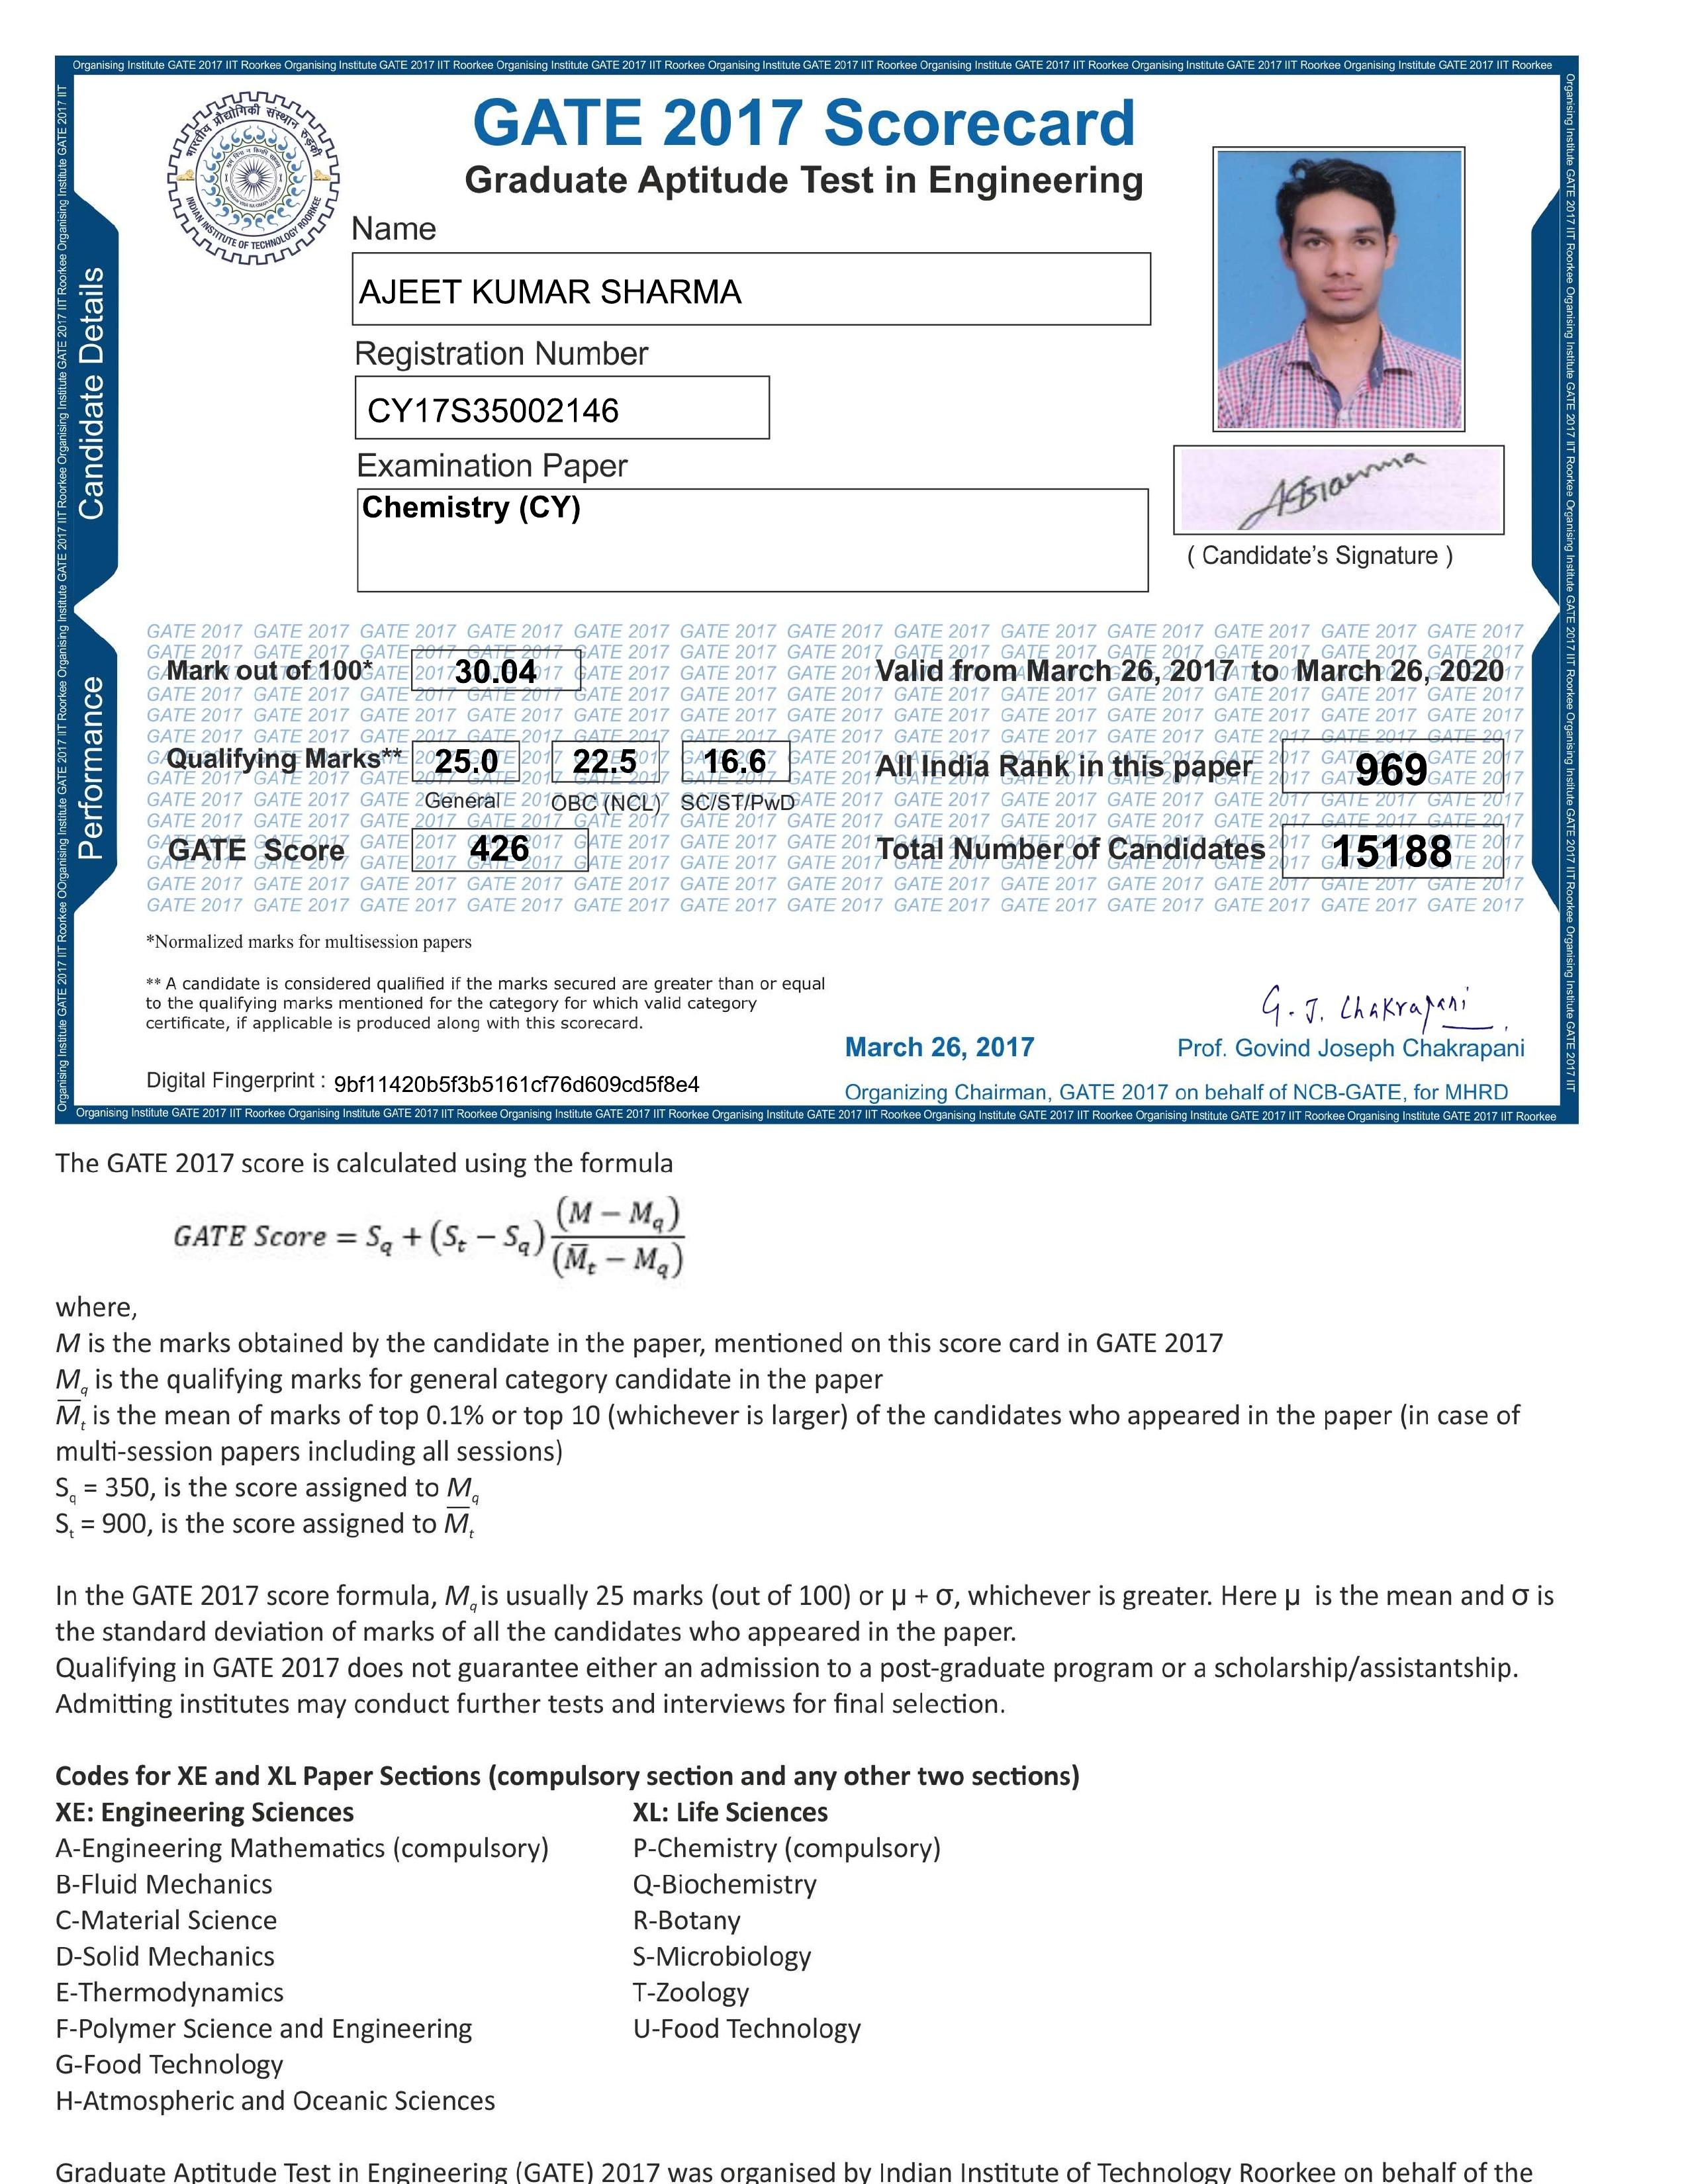 Organising Institute GATE 2017 IIT Roorkee Organising Institute GATE 2017 IIT Roorkee Organising Institute GATE 2017 IIT Roorkee Organising Institute GATE 2017 IIT Roorkee Organising Institute GATE 2017 IIT Roorkee Organising Institute GATE 2017 IIT Roorkee
GATE 2017 Scorecard
Graduate Aptitude Test in Engineering
भारतीय प्रौद्योगिकी संस्थान रुड़की
INDIAN INSTITUTE OF TECHNOLOGY ROORKEE
Candidate Details
Name
AJEET KUMAR SHARMA
Registration Number
CY17S35002146
Examination Paper
Chemistry (CY)
( Candidate's Signature )
Performance
Mark out of 100* 30.04 Valid from March 26, 2017 to March 26, 2020
Qualifying Marks** 25.0 22.5 16.6 All India Rank in this paper 969
General OBC (NCL) SC/ST/PwD
GATE Score 426 Total Number of Candidates 15188
*Normalized marks for multisession papers
** A candidate is considered qualified if the marks secured are greater than or equal
to the qualifying marks mentioned for the category for which valid category
certificate, if applicable is produced along with this scorecard.
G. J. Chakrapani
March 26, 2017 Prof. Govind Joseph Chakrapani
Digital Fingerprint : 9bf11420b5f3b5161cf76d609cd5f8e4
Organizing Chairman, GATE 2017 on behalf of NCB-GATE, for MHRD
Organising Institute GATE 2017 IIT Roorkee Organising Institute GATE 2017 IIT Roorkee Organising Institute GATE 2017 IIT Roorkee Organising Institute GATE 2017 IIT Roorkee Organising Institute GATE 2017 IIT Roorkee Organising Institute GATE 2017 IIT Roorkee
The GATE 2017 score is calculated using the formula
GATE Score = S_q + (S_t − S_q) (M − M_q) / (M̅_t − M_q)
where,
M is the marks obtained by the candidate in the paper, mentioned on this score card in GATE 2017
M_q is the qualifying marks for general category candidate in the paper
M̅_t is the mean of marks of top 0.1% or top 10 (whichever is larger) of the candidates who appeared in the paper (in case of
multi-session papers including all sessions)
S_q = 350, is the score assigned to M_q
S_t = 900, is the score assigned to M̅_t
In the GATE 2017 score formula, M_q is usually 25 marks (out of 100) or μ + σ, whichever is greater. Here μ is the mean and σ is
the standard deviation of marks of all the candidates who appeared in the paper.
Qualifying in GATE 2017 does not guarantee either an admission to a post-graduate program or a scholarship/assistantship.
Admitting institutes may conduct further tests and interviews for final selection.
Codes for XE and XL Paper Sections (compulsory section and any other two sections)
XE: Engineering Sciences XL: Life Sciences
A-Engineering Mathematics (compulsory) P-Chemistry (compulsory)
B-Fluid Mechanics Q-Biochemistry
C-Material Science R-Botany
D-Solid Mechanics S-Microbiology
E-Thermodynamics T-Zoology
F-Polymer Science and Engineering U-Food Technology
G-Food Technology
H-Atmospheric and Oceanic Sciences
Graduate Aptitude Test in Engineering (GATE) 2017 was organised by Indian Institute of Technology Roorkee on behalf of the